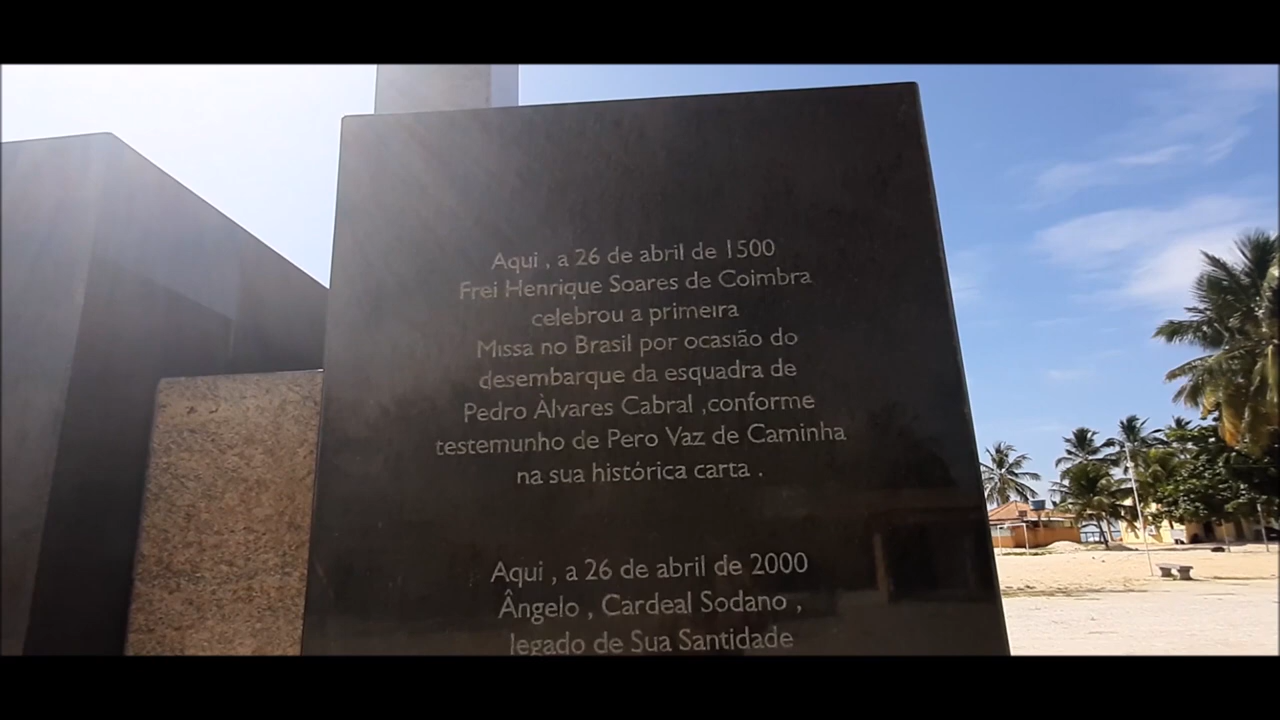 Aqui , a 26 de abril de 1500
Frei Henrique Soares de Coimbra
celebrou a primeira
Missa no Brasil por ocasião do
desembarque da esquadra de
Pedro Àlvares Cabral ,conforme
testemunho de Pero Vaz de Caminha
na sua histórica carta .
Aqui , a 26 de abril de 2000
Ângelo , Cardeal Sodano ,
legado de Sua Santidade